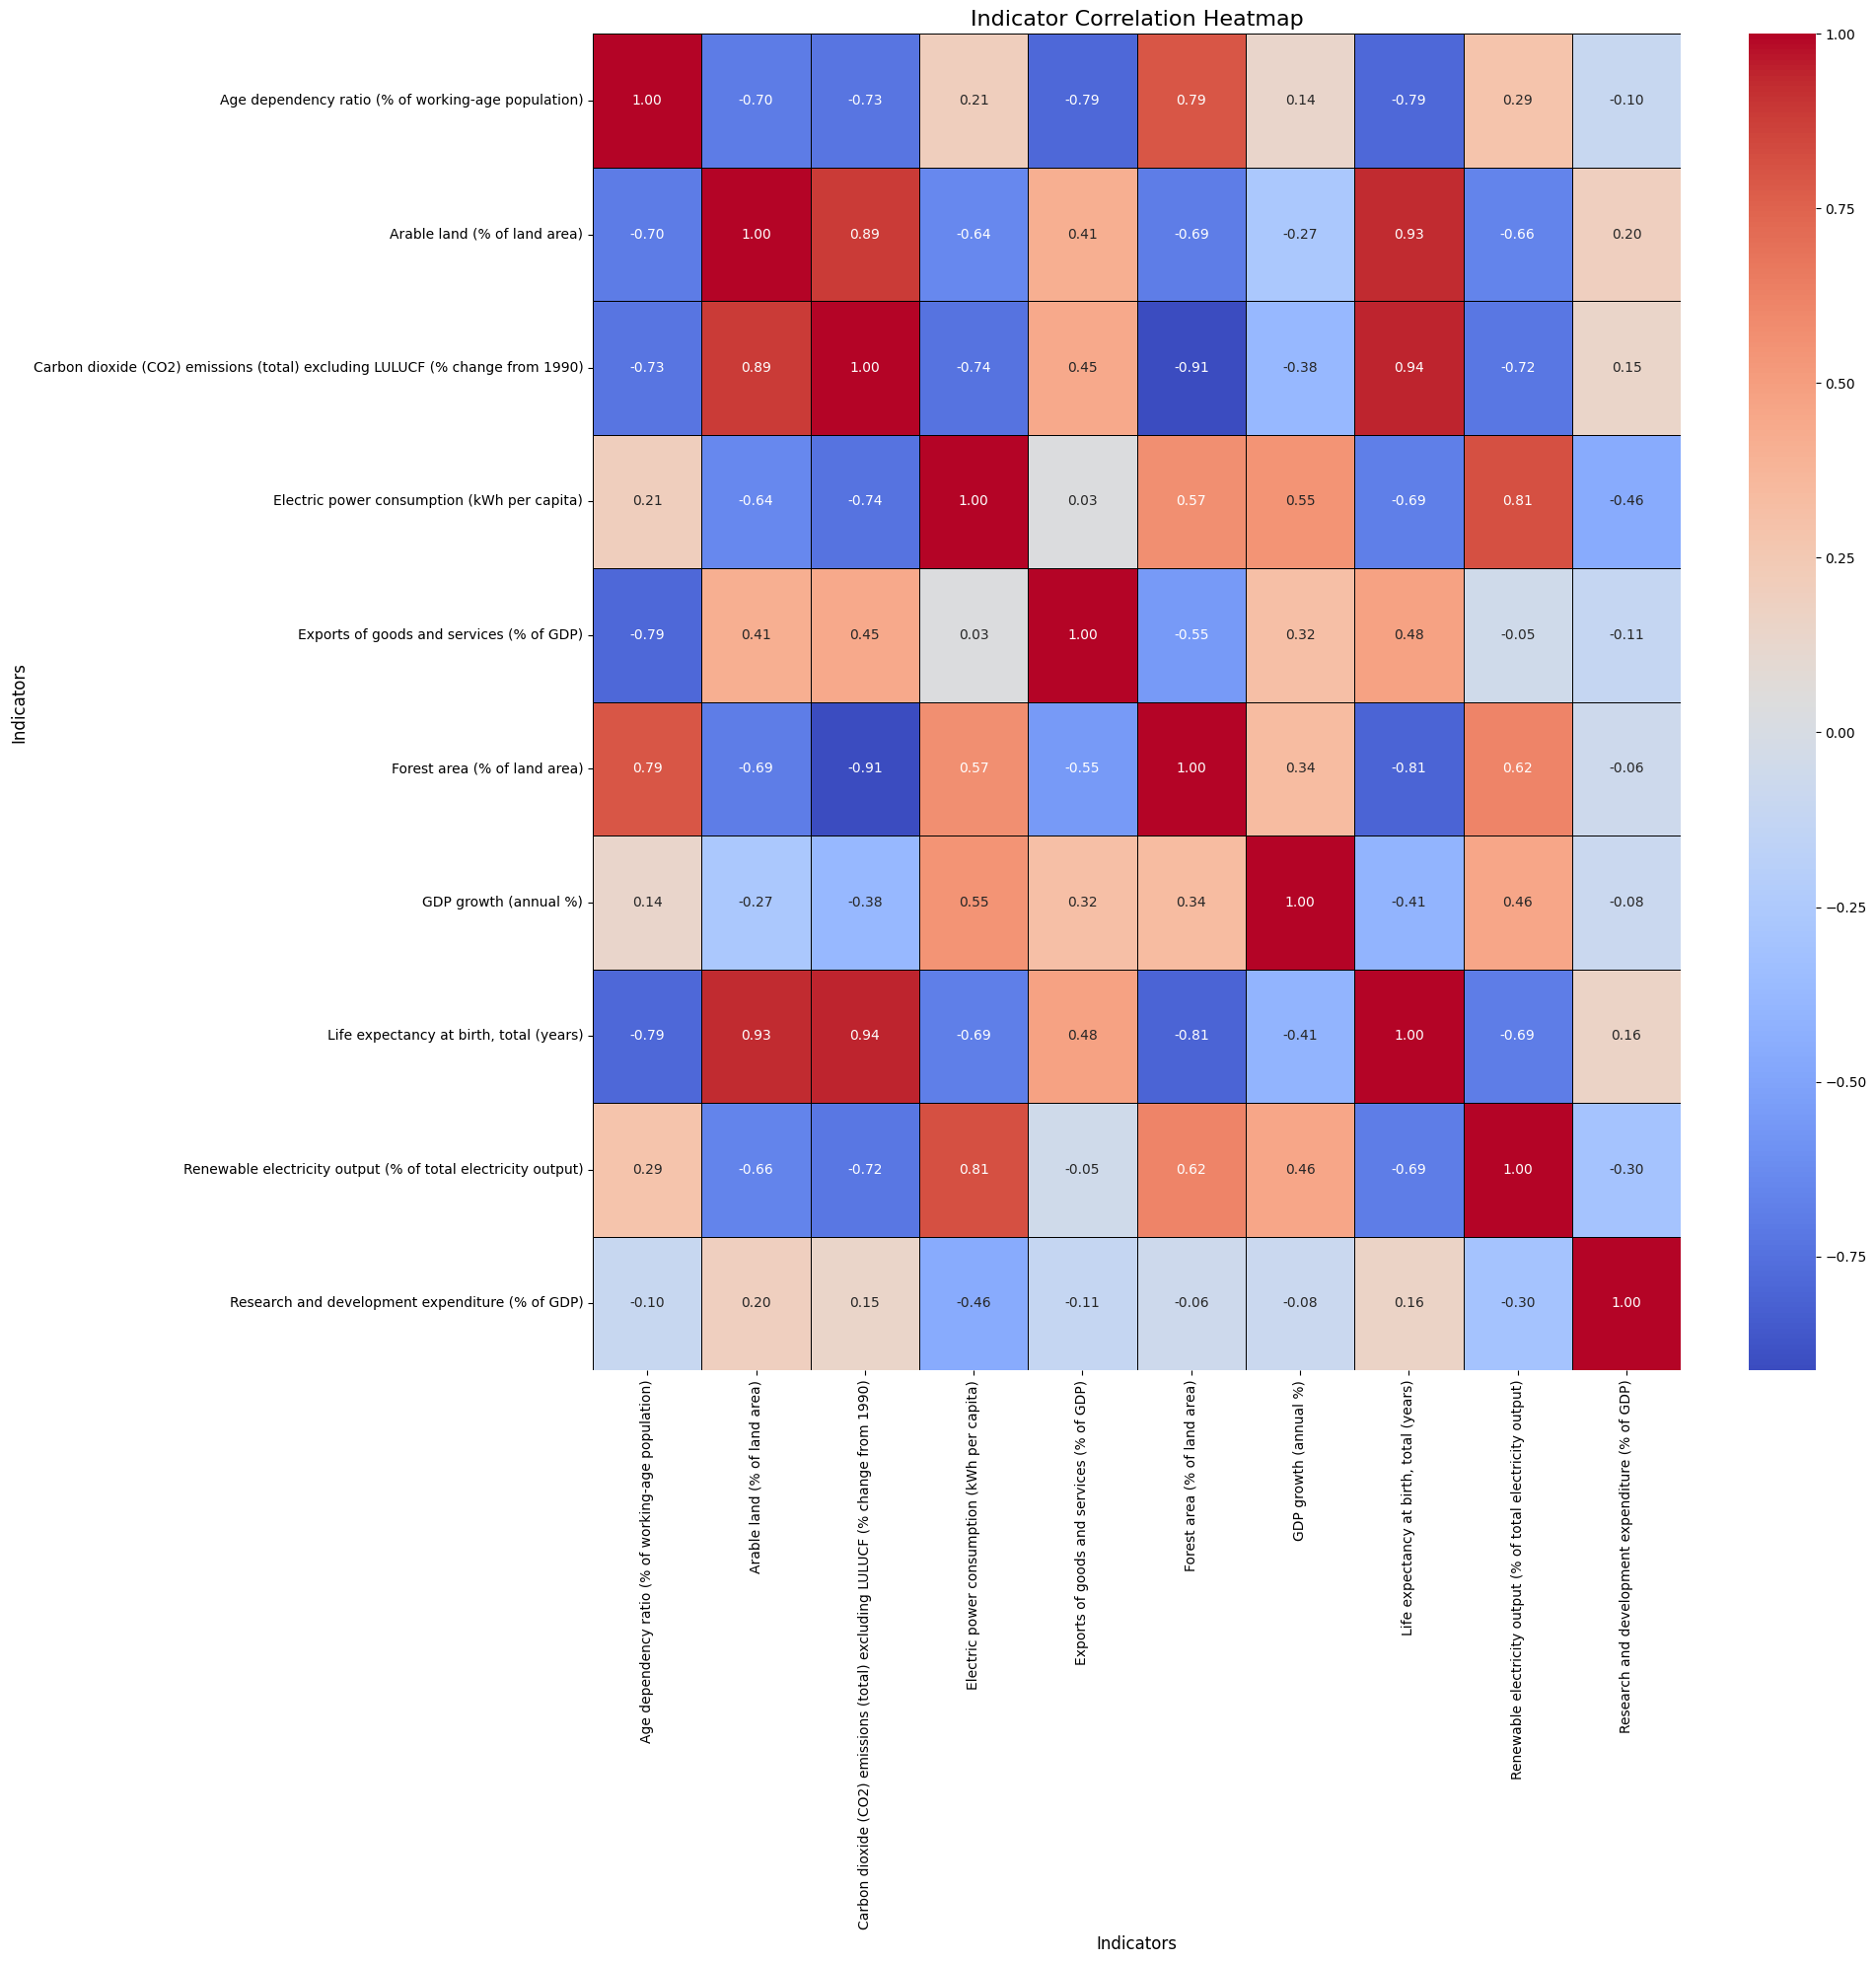 Indicator Correlation Heatmap
Indicators
Age dependency ratio (% of working-age population) 1.00 -0.70 -0.73 0.21 -0.79 0.79 0.14 -0.79 0.29 -0.10
Arable land (% of land area) -0.70 1.00 0.89 -0.64 0.41 -0.69 -0.27 0.93 -0.66 0.20
Carbon dioxide (CO2) emissions (total) excluding LULUCF (% change from 1990) -0.73 0.89 1.00 -0.74 0.45 -0.91 -0.38 0.94 -0.72 0.15
Electric power consumption (kWh per capita) 0.21 -0.64 -0.74 1.00 0.03 0.57 0.55 -0.69 0.81 -0.46
Exports of goods and services (% of GDP) -0.79 0.41 0.45 0.03 1.00 -0.55 0.32 0.48 -0.05 -0.11
Forest area (% of land area) 0.79 -0.69 -0.91 0.57 -0.55 1.00 0.34 -0.81 0.62 -0.06
GDP growth (annual %) 0.14 -0.27 -0.38 0.55 0.32 0.34 1.00 -0.41 0.46 -0.08
Life expectancy at birth, total (years) -0.79 0.93 0.94 -0.69 0.48 -0.81 -0.41 1.00 -0.69 0.16
Renewable electricity output (% of total electricity output) 0.29 -0.66 -0.72 0.81 -0.05 0.62 0.46 -0.69 1.00 -0.30
Research and development expenditure (% of GDP) -0.10 0.20 0.15 -0.46 -0.11 -0.06 -0.08 0.16 -0.30 1.00
Age dependency ratio (% of working-age population)
Arable land (% of land area)
Carbon dioxide (CO2) emissions (total) excluding LULUCF (% change from 1990)
Electric power consumption (kWh per capita)
Exports of goods and services (% of GDP)
Forest area (% of land area)
GDP growth (annual %)
Life expectancy at birth, total (years)
Renewable electricity output (% of total electricity output)
Research and development expenditure (% of GDP)
Indicators
1.00
0.75
0.50
0.25
0.00
−0.25
−0.50
−0.75